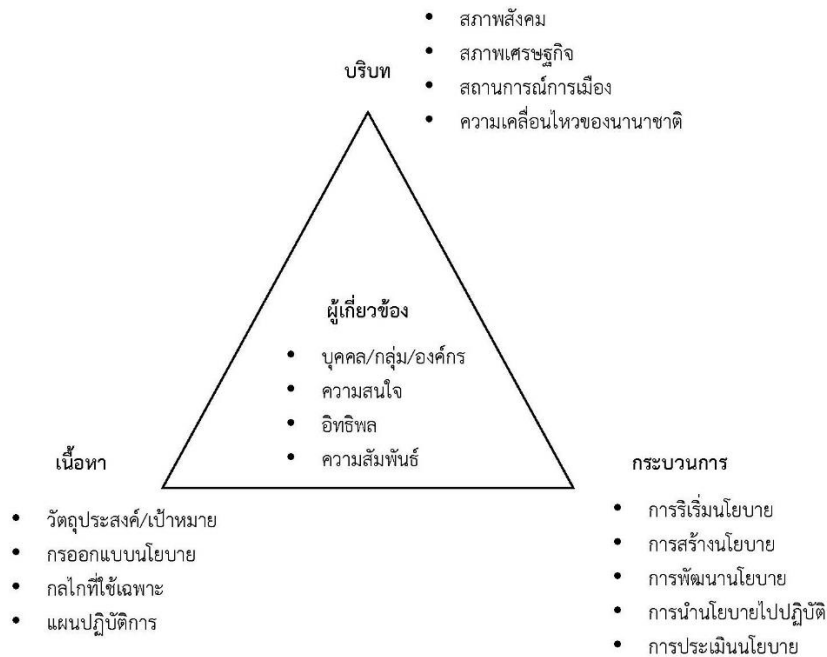 บริบท
• สภาพสังคม
• สภาพเศรษฐกิจ
• สถานการณ์การเมือง
• ความเคลื่อนไหวของนานาชาติ
ผู้เกี่ยวข้อง
• บุคคล/กลุ่ม/องค์กร
• ความสนใจ
• อิทธิพล
• ความสัมพันธ์
เนื้อหา
• วัตถุประสงค์/เป้าหมาย
• กรออกแบบนโยบาย
• กลไกที่ใช้เฉพาะ
• แผนปฏิบัติการ
กระบวนการ
• การริเริ่มนโยบาย
• การสร้างนโยบาย
• การพัฒนานโยบาย
• การนำนโยบายไปปฏิบัติ
• การประเมินนโยบาย